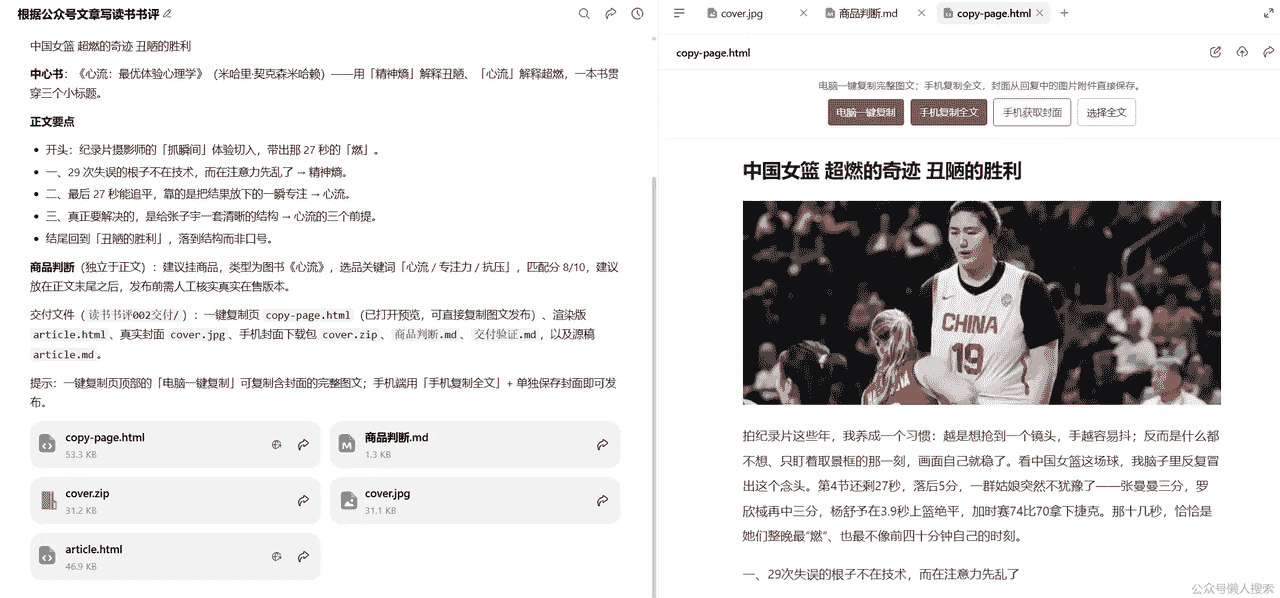 根据公众号文章写读书书评
中国女篮 超燃的奇迹 丑陋的胜利
中心书：《心流：最优体验心理学》（米哈里·契克森米哈赖）——用「精神熵」解释丑陋、「心流」解释超燃，一本书贯
穿三个小标题。
正文要点
开头：纪录片摄影师的「抓瞬间」体验切入，带出那 27 秒的「燃」。
一、29 次失误的根子不在技术，而在注意力先乱了 → 精神熵。
二、最后 27 秒能追平，靠的是把结果放下的一瞬专注 → 心流。
三、真正要解决的，是给张子宇一套清晰的结构 → 心流的三个前提。
结尾回到「丑陋的胜利」，落到结构而非口号。
商品判断（独立于正文）：建议挂商品，类型为图书《心流》，选品关键词「心流 / 专注力 / 抗压」，匹配分 8/10，建议
放在正文末尾之后，发布前需人工核实真实在售版本。
交付文件（读书书评002交付/）：一键复制页 copy-page.html（已打开预览，可直接复制图文发布）、渲染版
article.html、真实封面 cover.jpg、手机封面下载包 cover.zip、商品判断.md、交付验证.md，以及源稿
article.md。
提示：一键复制页顶部的「电脑一键复制」可复制含封面的完整图文；手机端用「手机复制全文」+ 单独保存封面即可发
布。
copy-page.html
53.3 KB
商品判断.md
1.3 KB
cover.zip
31.2 KB
cover.jpg
31.1 KB
article.html
46.9 KB
cover.jpg
商品判断.md
copy-page.html
copy-page.html
电脑一键复制完整图文；手机复制全文，封面从回复中的图片附件直接保存。
电脑一键复制
手机复制全文
手机获取封面
选择全文
中国女篮 超燃的奇迹 丑陋的胜利
CHINA
19
拍纪录片这些年，我养成一个习惯：越是想抢到一个镜头，手越容易抖；反而是什么都
不想、只盯着取景框的那一刻，画面自己就稳了。看中国女篮这场球，我脑子里反复冒
出这个念头。第4节还剩27秒，落后5分，一群姑娘突然不犹豫了——张曼曼三分，罗
欣棫再中三分，杨舒予在3.9秒上篮绝平，加时赛74比70拿下捷克。那十几秒，恰恰是
她们整晚最“燃”、也最不像前四十分钟自己的时刻。
一、29次失误的根子不在技术，而在注意力先乱了
公众号懒人搜索